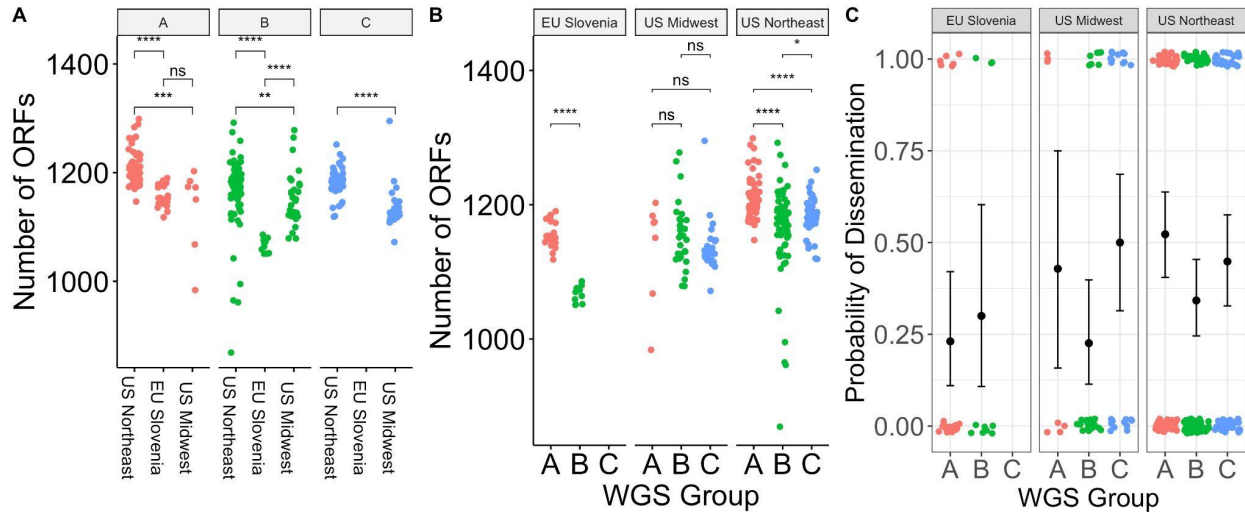 A
A B C
Number of ORFs
1400
1200
1000
**** ns ***
**** **** **
****
US Northeast EU Slovenia US Midwest
US Northeast EU Slovenia US Midwest
US Northeast EU Slovenia US Midwest
B
EU Slovenia US Midwest US Northeast
Number of ORFs
1400
1200
1000
****
ns ns ns
* **** ****
A B C A B C A B C
WGS Group
C
EU Slovenia US Midwest US Northeast
Probability of Dissemination
1.00
0.75
0.50
0.25
0.00
A B C A B C A B C
WGS Group